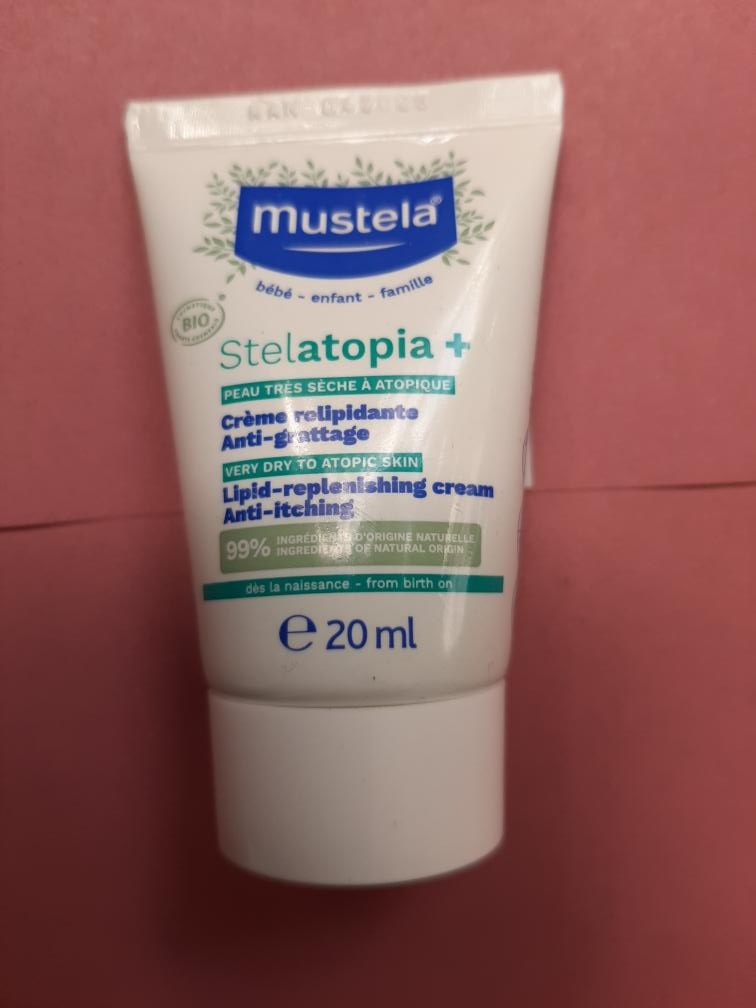 mustela®
bébé - enfant - famille
BIO
Stelatopia +
PEAU TRÈS SÈCHE À ATOPIQUE
Crème relipidante
Anti-grattage
VERY DRY TO ATOPIC SKIN
Lipid-replenishing cream
Anti-itching
99% INGRÉDIENTS D'ORIGINE NATURELLE
INGREDIENTS OF NATURAL ORIGIN
dès la naissance - from birth on
e 20 ml